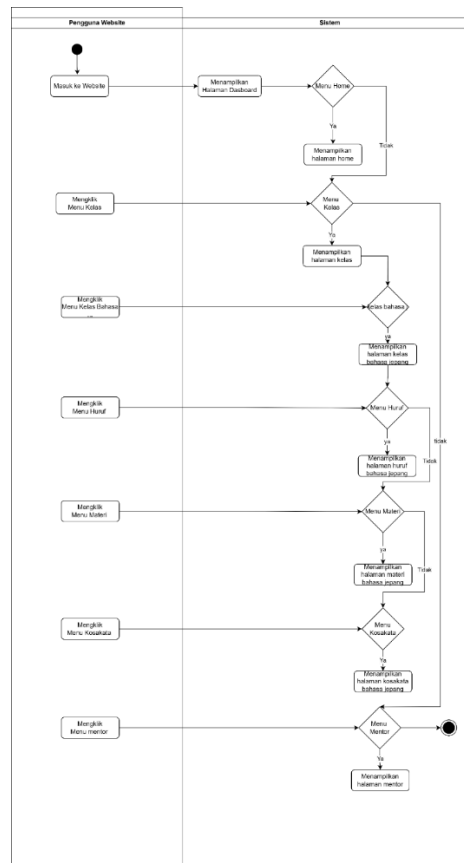 Pengguna Website
Sistem
Masuk ke Website
Menampilkan
Halaman Dasboard
Menu Home
Ya
Tidak
Menampilkan
halaman home
Mengklik
Menu Kelas
Menu
Kelas
Ya
Menampilkan
halaman kelas
Mengklik
Menu Kelas Bahasa
kelas bahasa
ya
Menampilkan
halaman kelas
bahasa jepang
Mengklik
Menu Huruf
Menu Huruf
ya
Tidak
tidak
Menampilkan
halaman huruf
bahasa jepang
Mengklik
Menu Materi
Menu Materi
ya
Tidak
Menampilkan
halaman materi
bahasa jepang
Mengklik
Menu Kosakata
Menu
Kosakata
Ya
Menampilkan
halaman kosakata
bahasa jepang
Mengklik
Menu mentor
Menu
Mentor
Ya
Menampilkan
halaman mentor